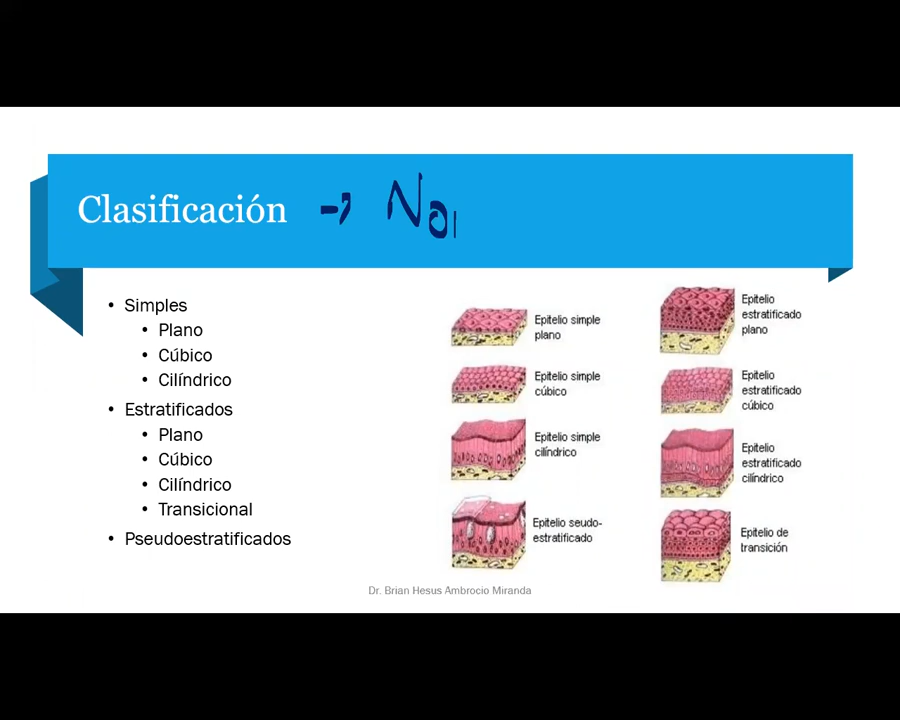 Clasificación →
• Simples
• Plano
• Cúbico
• Cilíndrico
• Estratificados
• Plano
• Cúbico
• Cilíndrico
• Transicional
• Pseudoestratificados
Epitelio simple
plano
Epitelio simple
cúbico
Epitelio simple
cilíndrico
Epitelio seudo-
estratificado
Epitelio
estratificado
plano
Epitelio
estratificado
cúbico
Epitelio
estratificado
cilíndrico
Epitelio de
transición
Dr. Brian Hesus Ambrocio Miranda